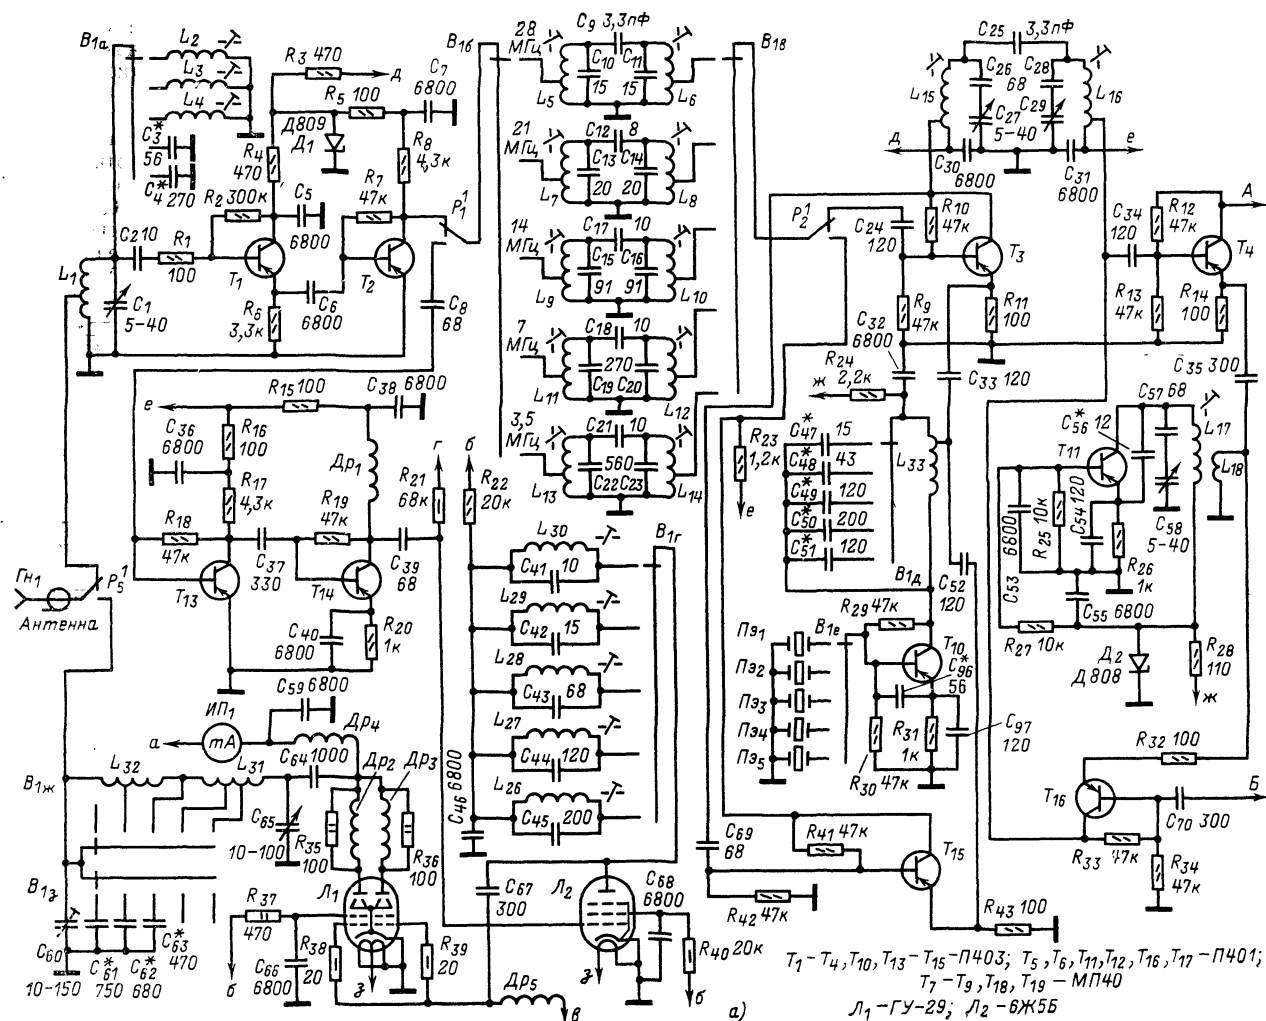 В1а
L2
L3
L4
C3*
56
C4* 270
R3 470
д
R5 100
C7
6800
Д809
Д1
R4
470
R8
4,3к
R2 300к
C5
6800
R7
47к
C2 10
R1
100
L1
C1
5-40
T1
T2
R6
3,3к
C6
6800
P1¹
C8
68
В1б
28
МГц
C9 3,3пФ
C10
15
C11
15
L5
L6
21
МГц
C12 8
C13
20
C14
20
L7
L8
14
МГц
C17 10
C15
91
C16
91
L9
L10
7
МГц
C18 10
270
C19 C20
L11
L12
3,5
МГц
C21 10
560
C22 C23
L13
L14
В1в
P2¹
C24
120
R10
47к
T3
R9
47к
R11
100
C32
6800
C33 120
C25 3,3пФ
C26
68
C28
C27
5-40
C29
L15
L16
д
е
C30
6800
C31
6800
C34
120
R12
47к
А
T4
R13
47к
R14
100
C35 300
е
R15 100
C38 6800
C36
6800
R16
100
R17
4,3к
Др1
R18
47к
R19
47к
C37
330
C39
68
T13
T14
C40
6800
R20
1к
г
R21
68к
б
R22
20к
Гн1
Антенна
P5¹
L30
C41 10
L29
C42 15
L28
C43 68
L27
C44 120
L26
C45 200
C46 6800
В1г
R23
1,2к
е
R24
2,2к
ж
C47* 15
C48* 43
C49* 120
C50* 200
C51* 120
L33
В1д
C52
120
R29 47к
Пэ1
Пэ2
Пэ3
Пэ4
Пэ5
В1е
T10
C96*
56
R30 47к
R31
1к
C97
120
C57 68
C56* 12
L17
T11
L18
C53 6800
R25 10к
C54 120
C58
5-40
R26
1к
C55 6800
R27 10к
Д2
Д808
R28
110
ж
R32 100
T16
Б
C70 300
R33 47к
R34
47к
C59 6800
ИП1
а
mA
Др4
C64 1000
Др2
Др3
L32
L31
В1ж
C65
10-100
R35
100
R36
100
В1з
C60
10-150
C61*
750
C62*
680
C63*
470
R37
470
б
C66
6800
Л1
R38
20
R39
20
з
C67
300
Др5
в
Л2
C68
6800
R40 20к
з
б
C69
68
R41 47к
T15
R42 47к
R43 100
а)
T1-T4, T10, T13-T15-П403; T5, T6, T11, T12, T16, T17-П401;
T7-T9, T18, T19-МП40
Л1-ГУ-29; Л2-6Ж5Б